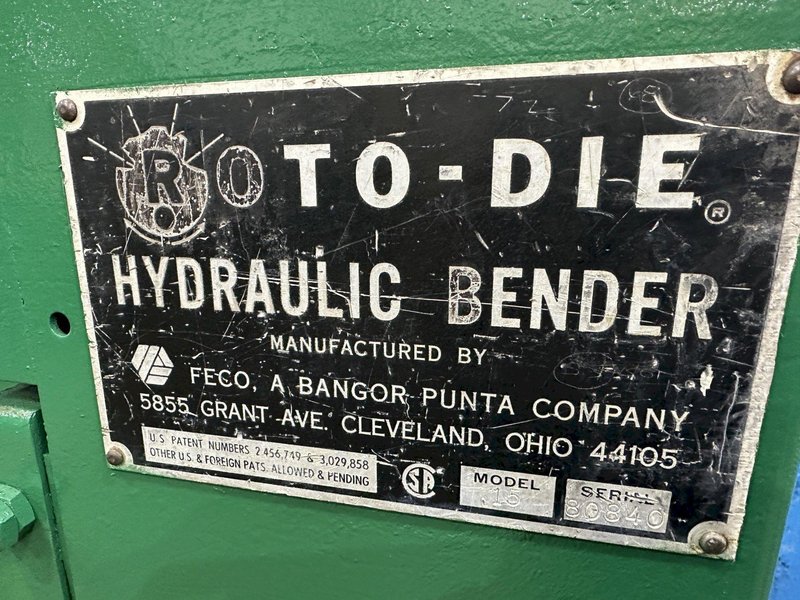 ROTO-DIE®
HYDRAULIC BENDER
MANUFACTURED BY
FECO, A BANGOR PUNTA COMPANY
5855 GRANT AVE. CLEVELAND, OHIO 44105
U.S. PATENT NUMBERS 2,456,749 & 3,029,858
OTHER U.S. & FOREIGN PATS. ALLOWED & PENDING
MODEL
15
SERIAL